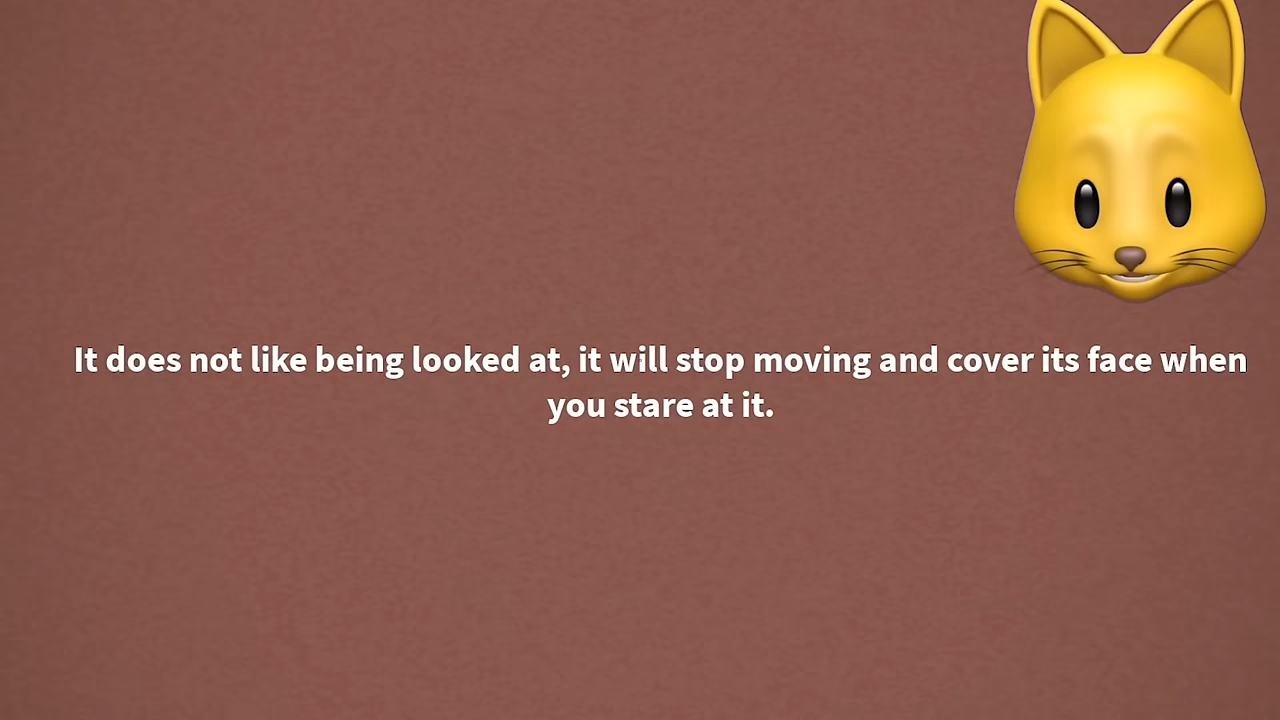 It does not like being looked at, it will stop moving and cover its face when
you stare at it.